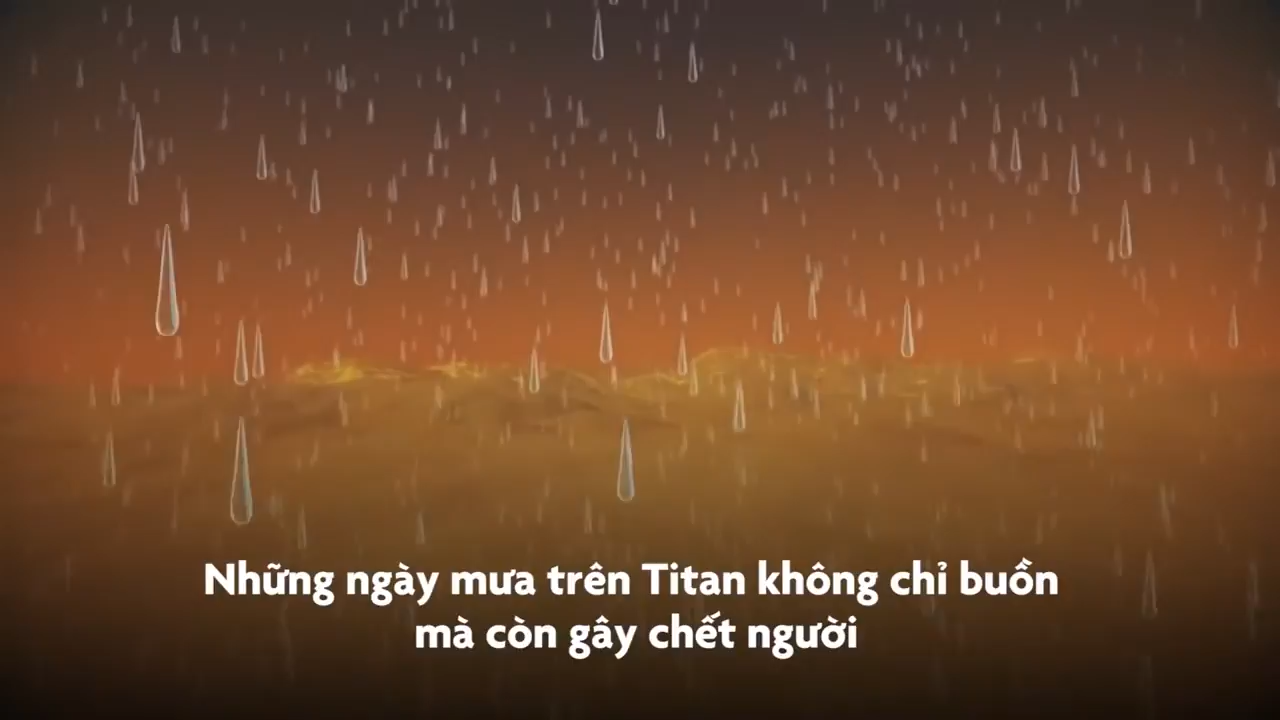 Những ngày mưa trên Titan không chỉ buồn
mà còn gây chết người